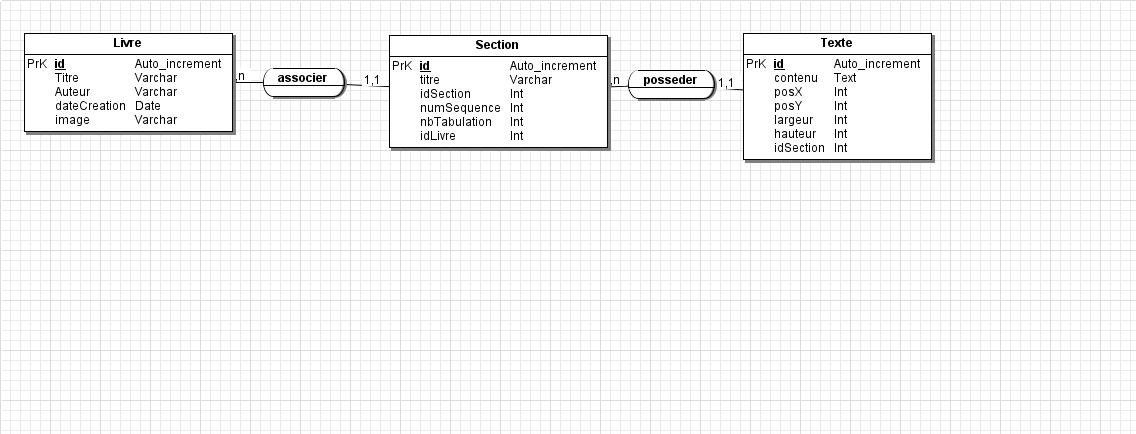 Livre
PrK id Auto_increment
Titre Varchar
Auteur Varchar
dateCreation Date
image Varchar
,n
associer
1,1
Section
PrK id Auto_increment
titre Varchar
idSection Int
numSequence Int
nbTabulation Int
idLivre Int
,n
posseder
1,1
Texte
PrK id Auto_increment
contenu Text
posX Int
posY Int
largeur Int
hauteur Int
idSection Int